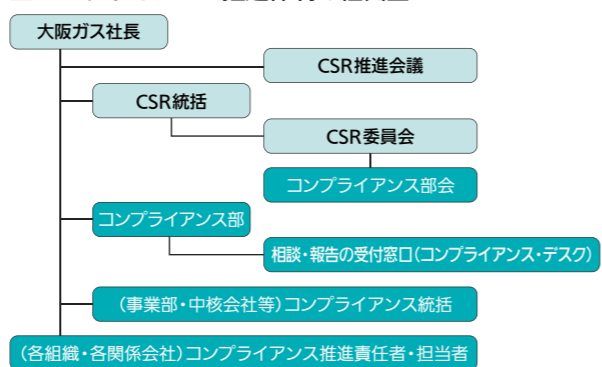 大阪ガス社長
CSR推進会議
CSR統括
CSR委員会
コンプライアンス部会
コンプライアンス部
相談・報告の受付窓口(コンプライアンス・デスク)
(事業部・中核会社等)コンプライアンス統括
(各組織・各関係会社)コンプライアンス推進責任者・担当者